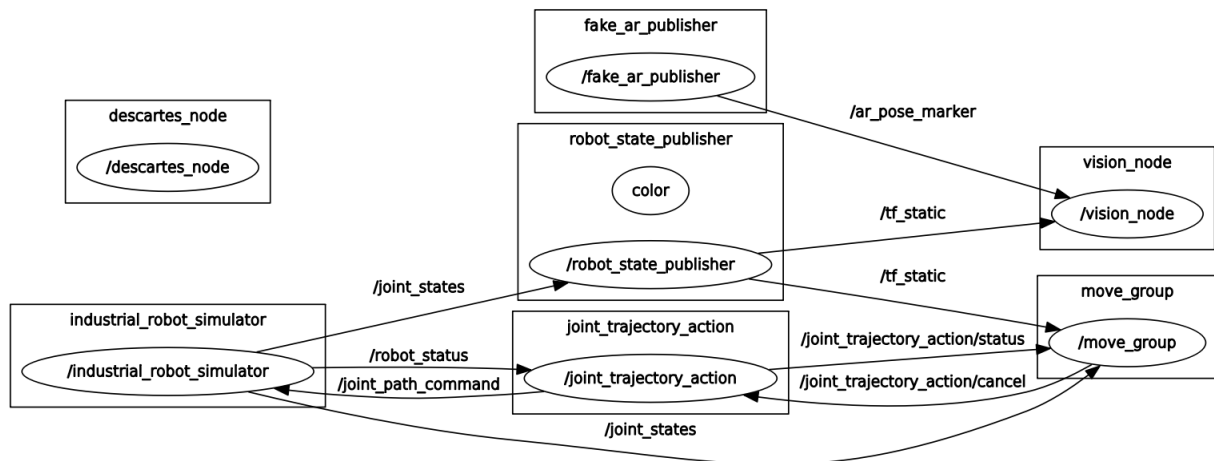 fake_ar_publisher
/fake_ar_publisher
/ar_pose_marker
descartes_node
/descartes_node
robot_state_publisher
color
/robot_state_publisher
vision_node
/vision_node
/tf_static
/tf_static
/joint_states
industrial_robot_simulator
/industrial_robot_simulator
/robot_status
/joint_path_command
/joint_states
joint_trajectory_action
/joint_trajectory_action
/joint_trajectory_action/status
/joint_trajectory_action/cancel
move_group
/move_group